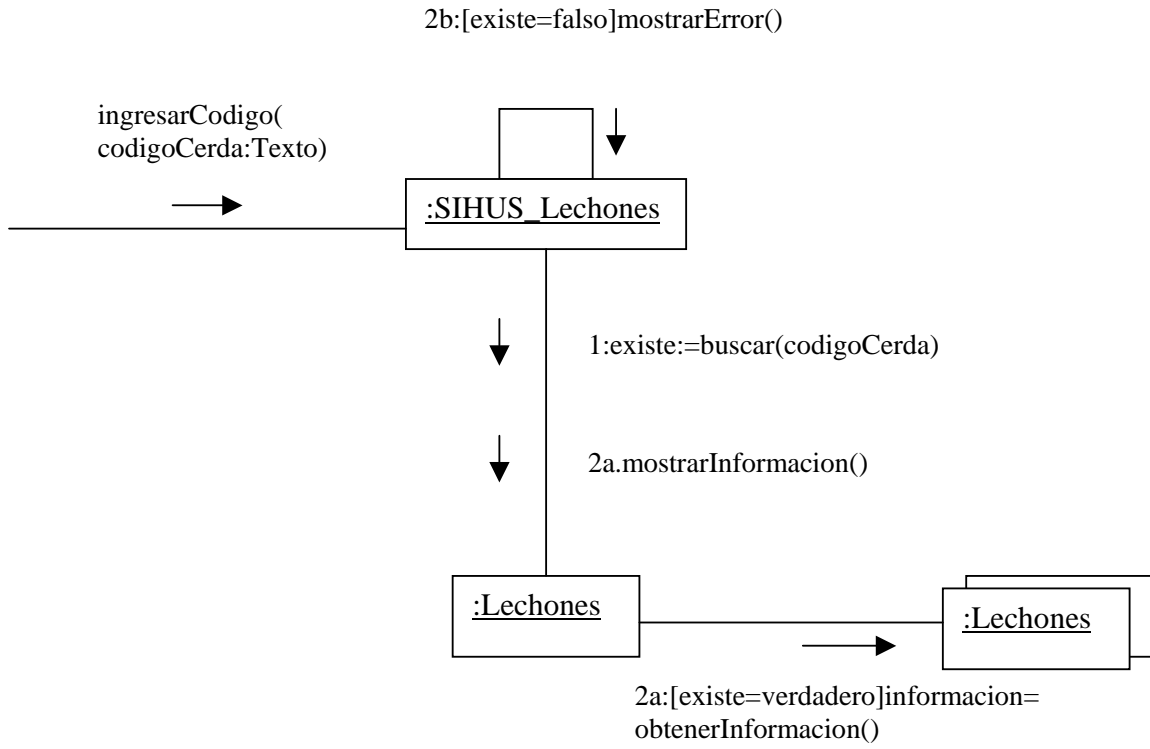 2b:[existe=falso]mostrarError()
ingresarCodigo(
codigoCerda:Texto)
:SIHUS_Lechones
1:existe:=buscar(codigoCerda)
2a.mostrarInformacion()
:Lechones
:Lechones
2a:[existe=verdadero]informacion=
obtenerInformacion()